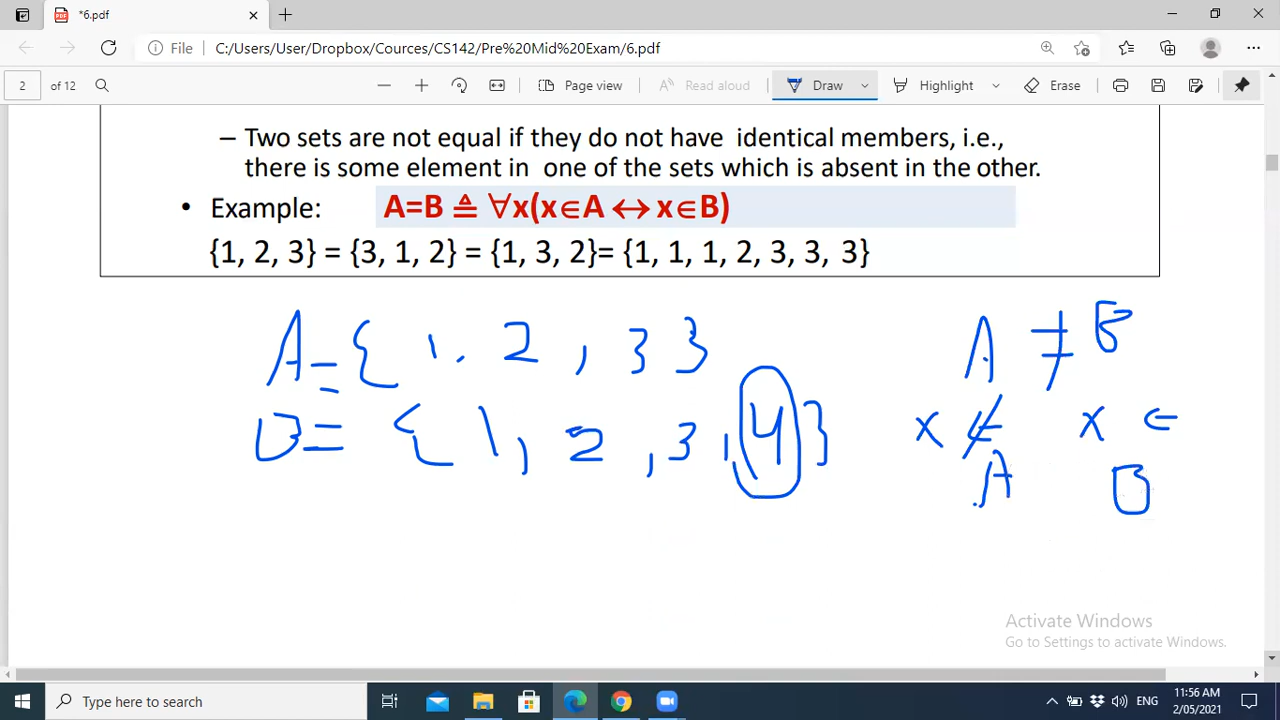 *6.pdf
File C:/Users/User/Dropbox/Cources/CS142/Pre%20Mid%20Exam/6.pdf
2 of 12 Page view Read aloud Draw Highlight Erase
– Two sets are not equal if they do not have identical members, i.e.,
there is some element in one of the sets which is absent in the other.
• Example: A=B ≜ ∀x(x∈A ↔ x∈B)
{1, 2, 3} = {3, 1, 2} = {1, 3, 2}= {1, 1, 1, 2, 3, 3, 3}
A = { 1, 2, 3 } A ≠ B
B = { 1, 2, 3, 4 } x ∉ x ∈
A B
Activate Windows
Go to Settings to activate Windows.
Type here to search
ENG
11:56 AM
2/05/2021